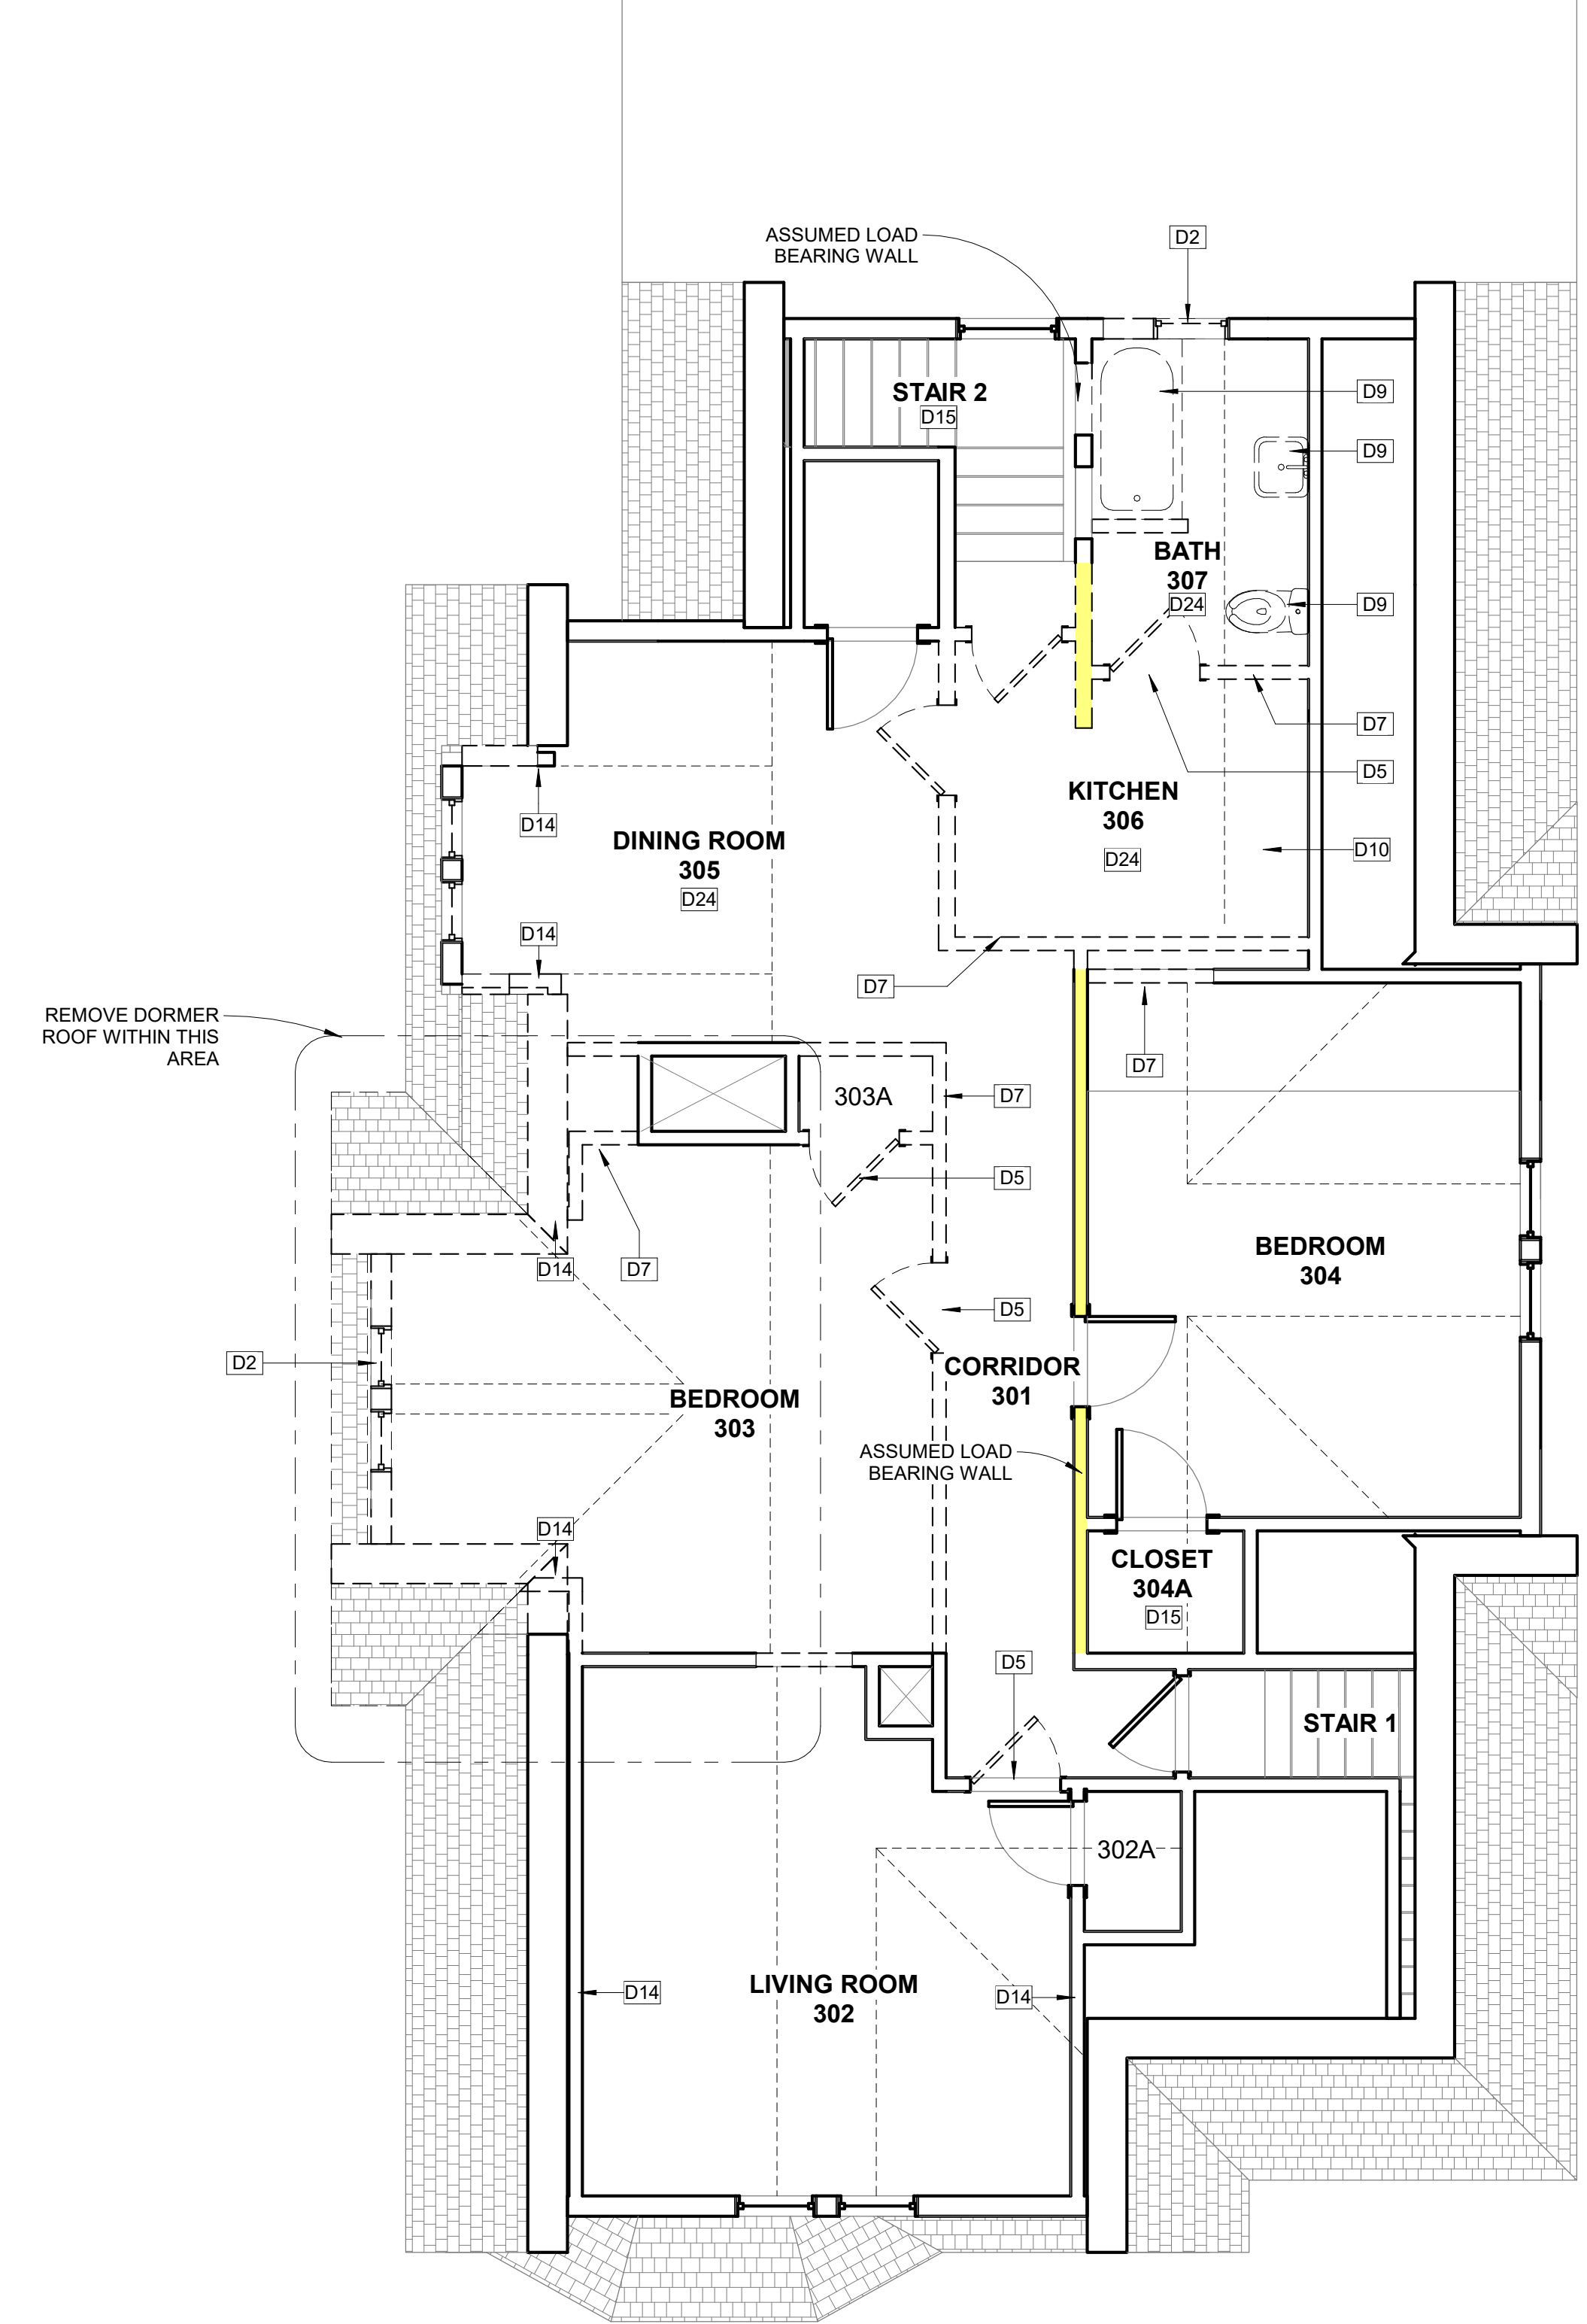 ASSUMED LOAD
BEARING WALL
D2
STAIR 2
D15
D9
D9
BATH
307
D24
D9
D7
D5
KITCHEN
306
D24
D10
D14
DINING ROOM
305
D24
D14
D7
REMOVE DORMER
ROOF WITHIN THIS
AREA
D7
303A
D7
D5
D14
D7
BEDROOM
304
D5
D2
CORRIDOR
301
BEDROOM
303
ASSUMED LOAD
BEARING WALL
D14
CLOSET
304A
D15
D5
STAIR 1
302A
D14
LIVING ROOM
302
D14